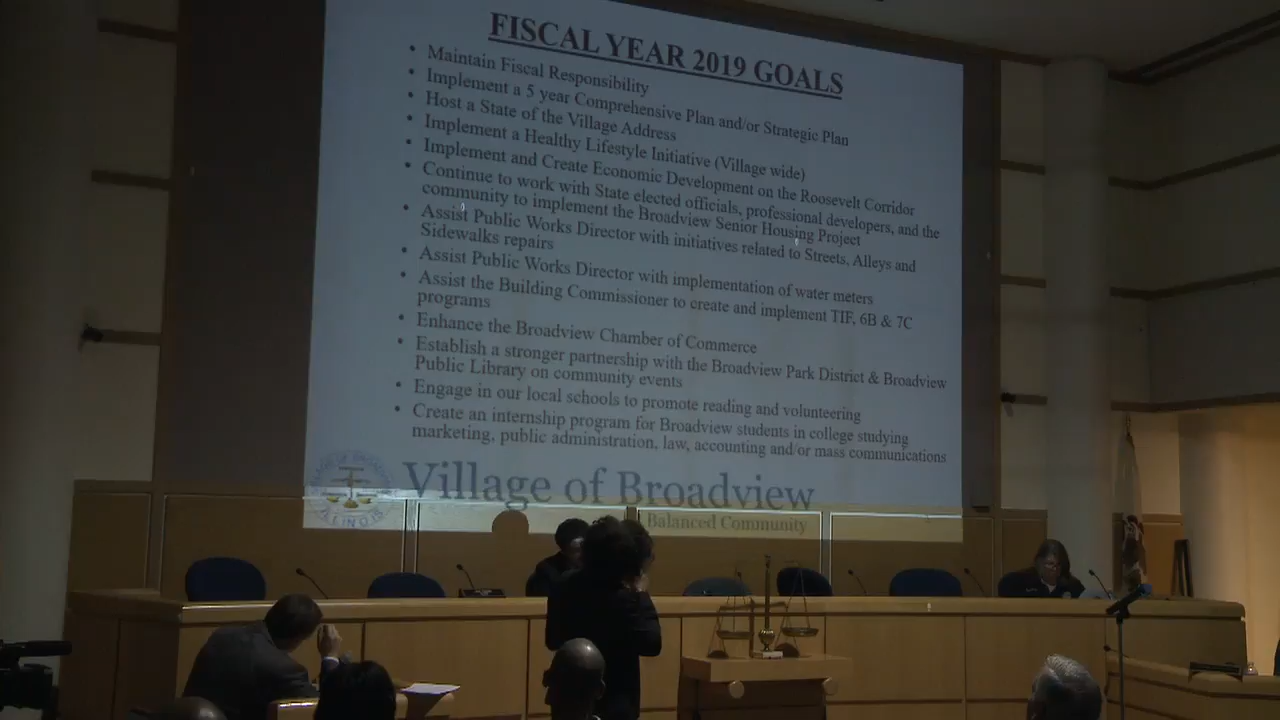 FISCAL YEAR 2019 GOALS
• Maintain Fiscal Responsibility
• Implement a 5 year Comprehensive Plan and/or Strategic Plan
• Host a State of the Village Address
• Implement a Healthy Lifestyle Initiative (Village wide)
• Implement and Create Economic Development on the Roosevelt Corridor
• Continue to work with State elected officials, professional developers, and the
community to implement the Broadview Senior Housing Project
• Assist Public Works Director with initiatives related to Streets, Alleys and
Sidewalks repairs
• Assist Public Works Director with implementation of water meters
• Assist the Building Commissioner to create and implement TIF, 6B & 7C
programs
• Enhance the Broadview Chamber of Commerce
• Establish a stronger partnership with the Broadview Park District & Broadview
Public Library on community events
• Engage in our local schools to promote reading and volunteering
• Create an internship program for Broadview students in college studying
marketing, public administration, law, accounting and/or mass communications
Village of Broadview
Balanced Community
ILLINOIS